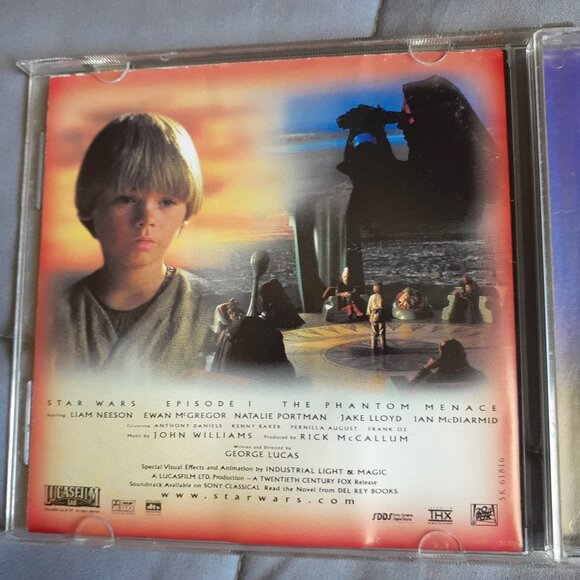 STAR WARS EPISODE I THE PHANTOM MENACE
Starring LIAM NEESON EWAN McGREGOR NATALIE PORTMAN JAKE LLOYD IAN McDIARMID
Co-starring ANTHONY DANIELS KENNY BAKER PERNILLA AUGUST FRANK OZ
Music by JOHN WILLIAMS Produced by RICK McCALLUM
Written and Directed by
GEORGE LUCAS
Special Visual Effects and Animation by INDUSTRIAL LIGHT & MAGIC
A LUCASFILM LTD. Production – A TWENTIETH CENTURY FOX Release
Soundtrack Available on SONY CLASSICAL Read the Novel from DEL REY BOOKS
www.starwars.com
LUCASFILM
LTD.
dts
SDDS
THX
SK 61816